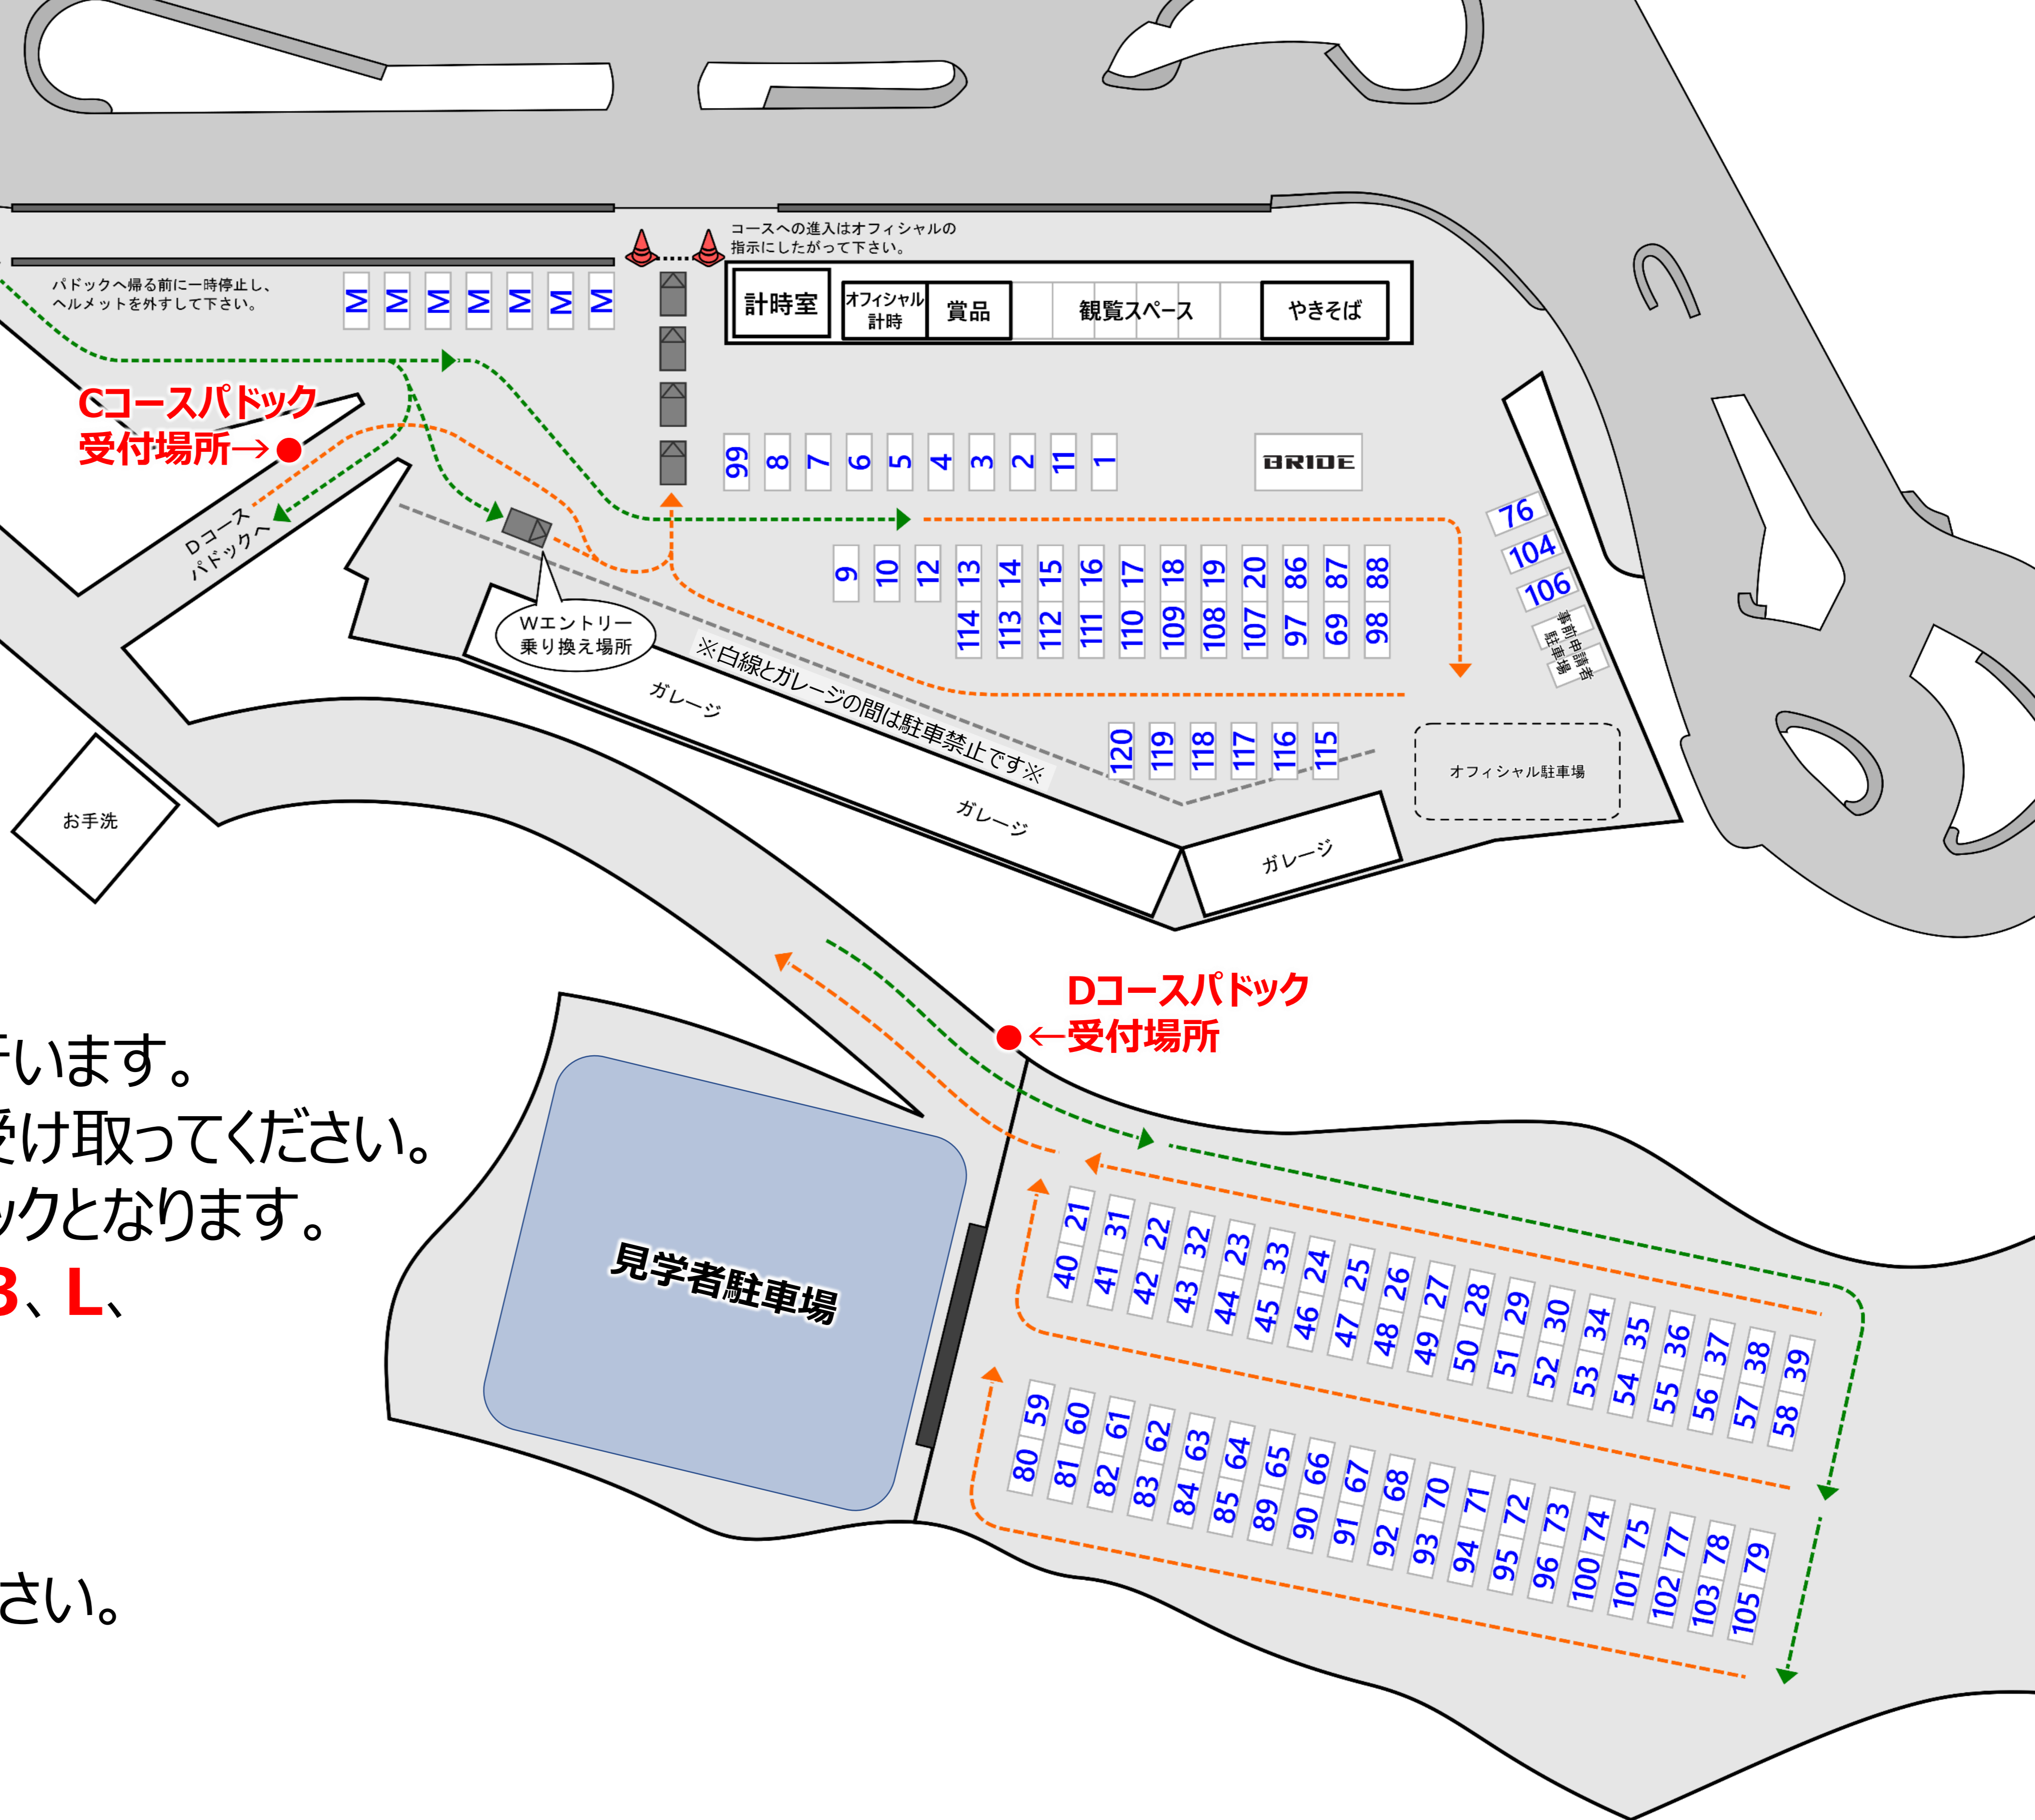 コースへの進入はオフィシャルの
指示にしたがって下さい。
パドックへ帰る前に一時停止し、
ヘルメットを外すして下さい。
M M M M M M M
計時室
オフィシャル
計時
賞品
観覧スペース
やきそば
Cコースパドック
受付場所→
99 8 7 6 5 4 3 2 11 1
BRIDE
Dコース
パドックへ
76
104
106
事前申請者
駐車場
9 10 12 13 14 15 16 17 18 19 20 86 87 88
114 113 112 111 110 109 108 107 97 69 98
Wエントリー
乗り換え場所
※白線とガレージの間は駐車禁止です※
ガレージ
ガレージ
ガレージ
120 119 118 117 116 115
オフィシャル駐車場
お手洗
Dコースパドック
←受付場所
います。
け取ってください。
ックとなります。
、L、
さい。
見学者駐車場
21 31 22 32 23 33 24 25 26 27 28 29 30 34 35 36 37 38 39
40 41 42 43 44 45 46 47 48 49 50 51 52 53 54 55 56 57 58
59 60 61 62 63 64 65 66 67 68 70 71 72 73 74 75 77 78 79
80 81 82 83 84 85 89 90 91 92 93 94 95 96 100 101 102 103 105